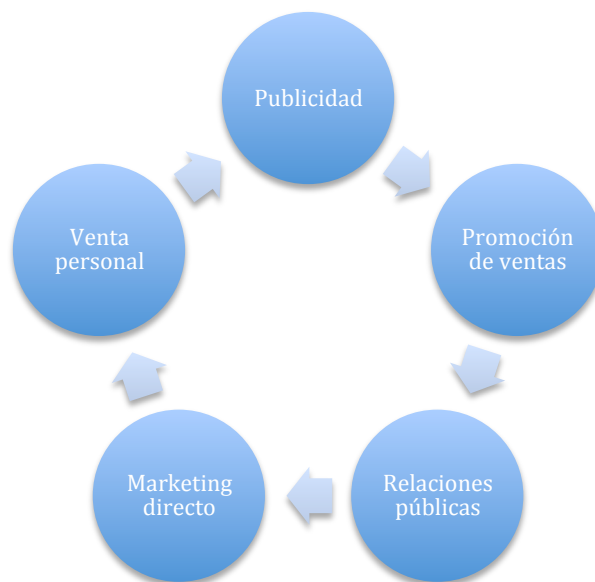 Publicidad
Promoción
de ventas
Relaciones
públicas
Marketing
directo
Venta
personal